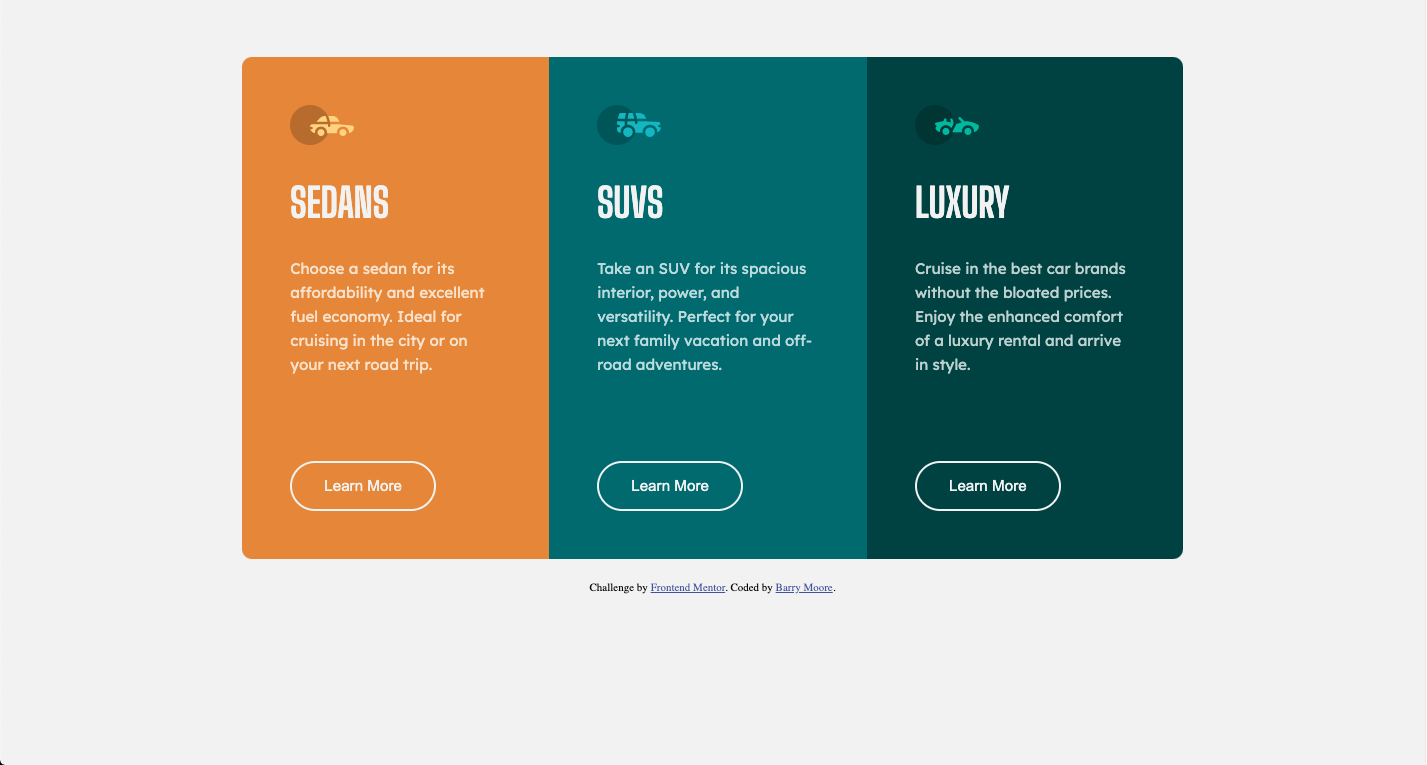 SEDANS
Choose a sedan for its
affordability and excellent
fuel economy. Ideal for
cruising in the city or on
your next road trip.
Learn More
SUVS
Take an SUV for its spacious
interior, power, and
versatility. Perfect for your
next family vacation and off-
road adventures.
Learn More
LUXURY
Cruise in the best car brands
without the bloated prices.
Enjoy the enhanced comfort
of a luxury rental and arrive
in style.
Learn More
Challenge by Frontend Mentor. Coded by Barry Moore.